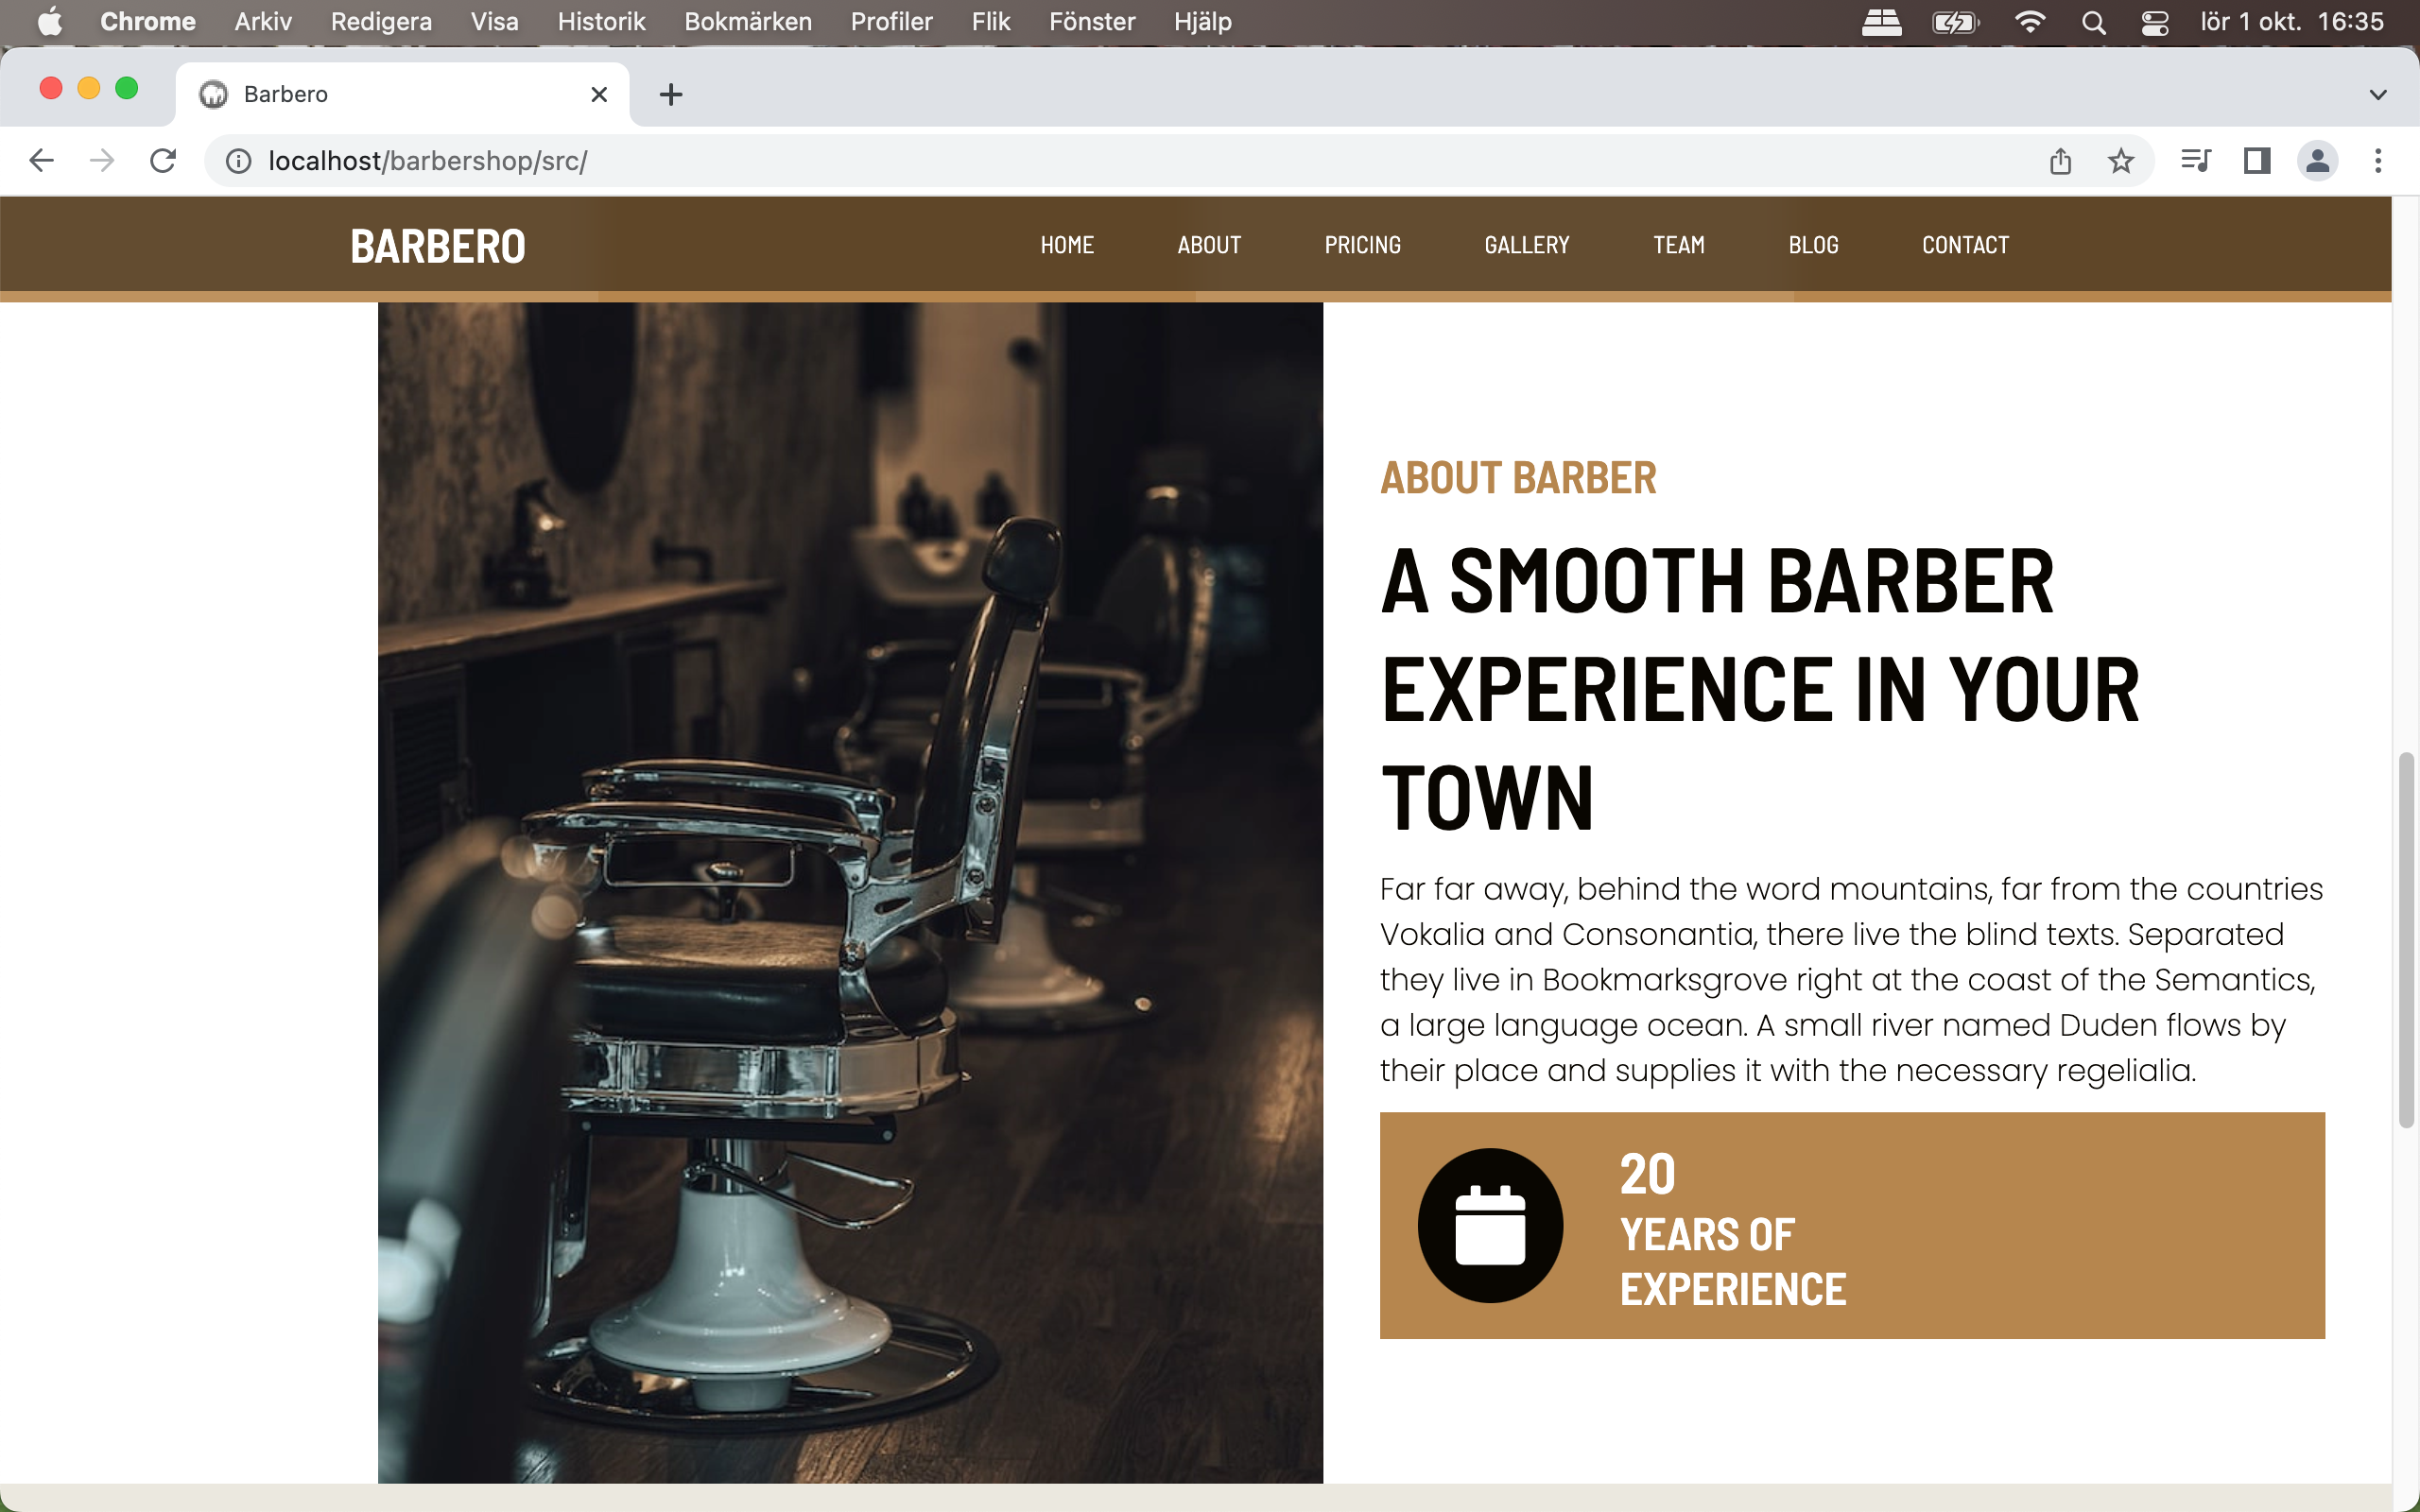 Chrome Arkiv Redigera Visa Historik Bokmärken Profiler Flik Fönster Hjälp lör 1 okt. 16:35
Barbero
localhost/barbershop/src/
BARBERO HOME ABOUT PRICING GALLERY TEAM BLOG CONTACT
ABOUT BARBER
A SMOOTH BARBER
EXPERIENCE IN YOUR
TOWN
Far far away, behind the word mountains, far from the countries
Vokalia and Consonantia, there live the blind texts. Separated
they live in Bookmarksgrove right at the coast of the Semantics,
a large language ocean. A small river named Duden flows by
their place and supplies it with the necessary regelialia.
20
YEARS OF
EXPERIENCE